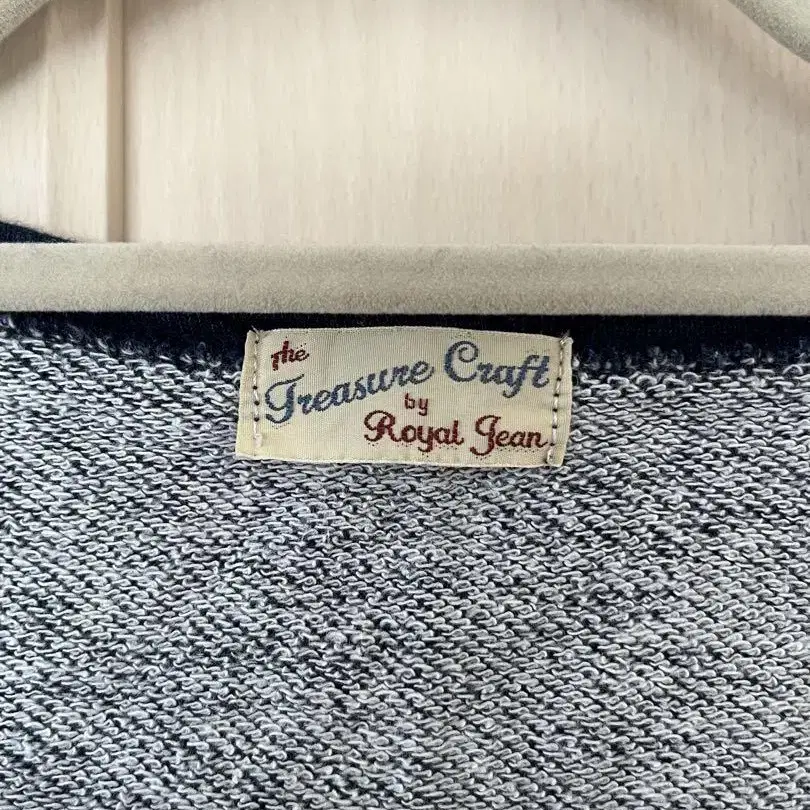 The
Treasure Craft
by
Royal Jean